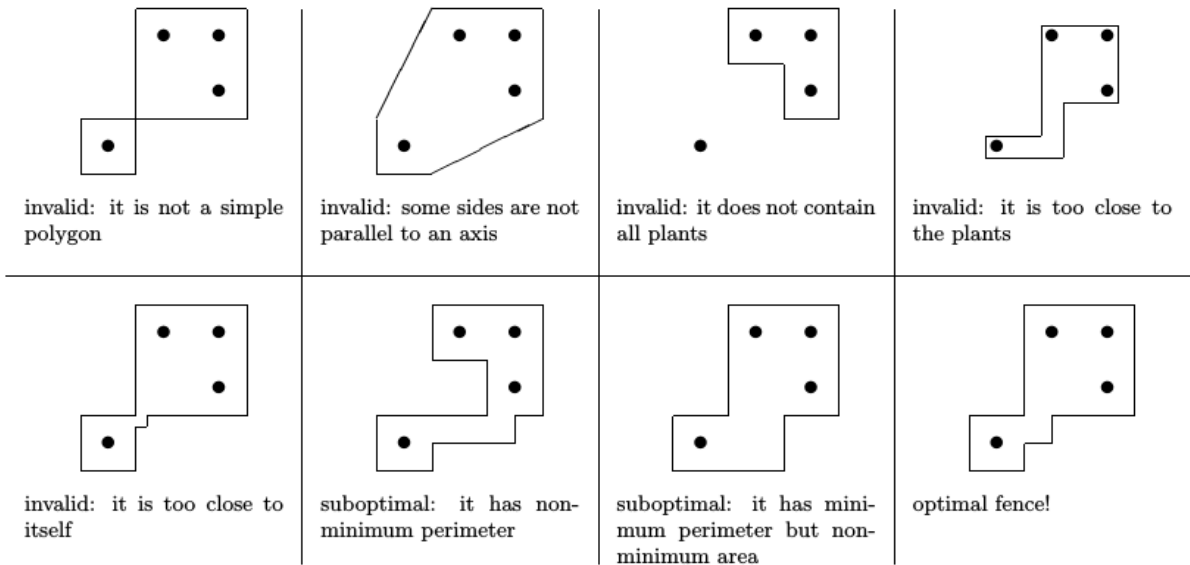 invalid: it is not a simple
polygon
invalid: some sides are not
parallel to an axis
invalid: it does not contain
all plants
invalid: it is too close to
the plants
invalid: it is too close to
itself
suboptimal: it has non-
minimum perimeter
suboptimal: it has mini-
mum perimeter but non-
minimum area
optimal fence!